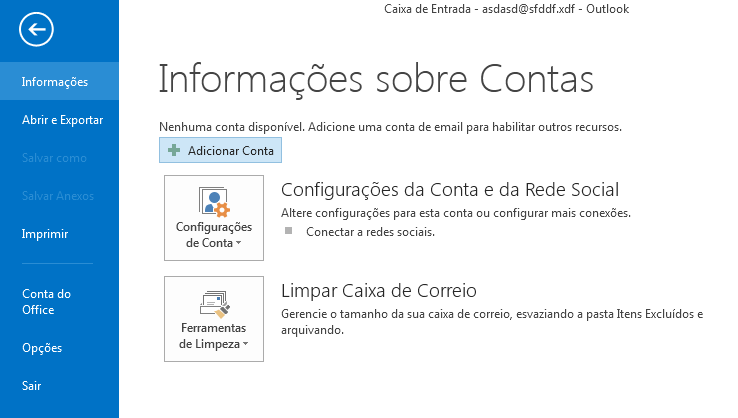 Caixa de Entrada - asdasd@sfddf.xdf - Outlook
Informações
Abrir e Exportar
Salvar como
Salvar Anexos
Imprimir
Conta do
Office
Opções
Sair
Informações sobre Contas
Nenhuma conta disponível. Adicione uma conta de email para habilitar outros recursos.
Adicionar Conta
Configurações
de Conta
Configurações da Conta e da Rede Social
Altere configurações para esta conta ou configurar mais conexões.
Conectar a redes sociais.
Ferramentas
de Limpeza
Limpar Caixa de Correio
Gerencie o tamanho da sua caixa de correio, esvaziando a pasta Itens Excluídos e
arquivando.